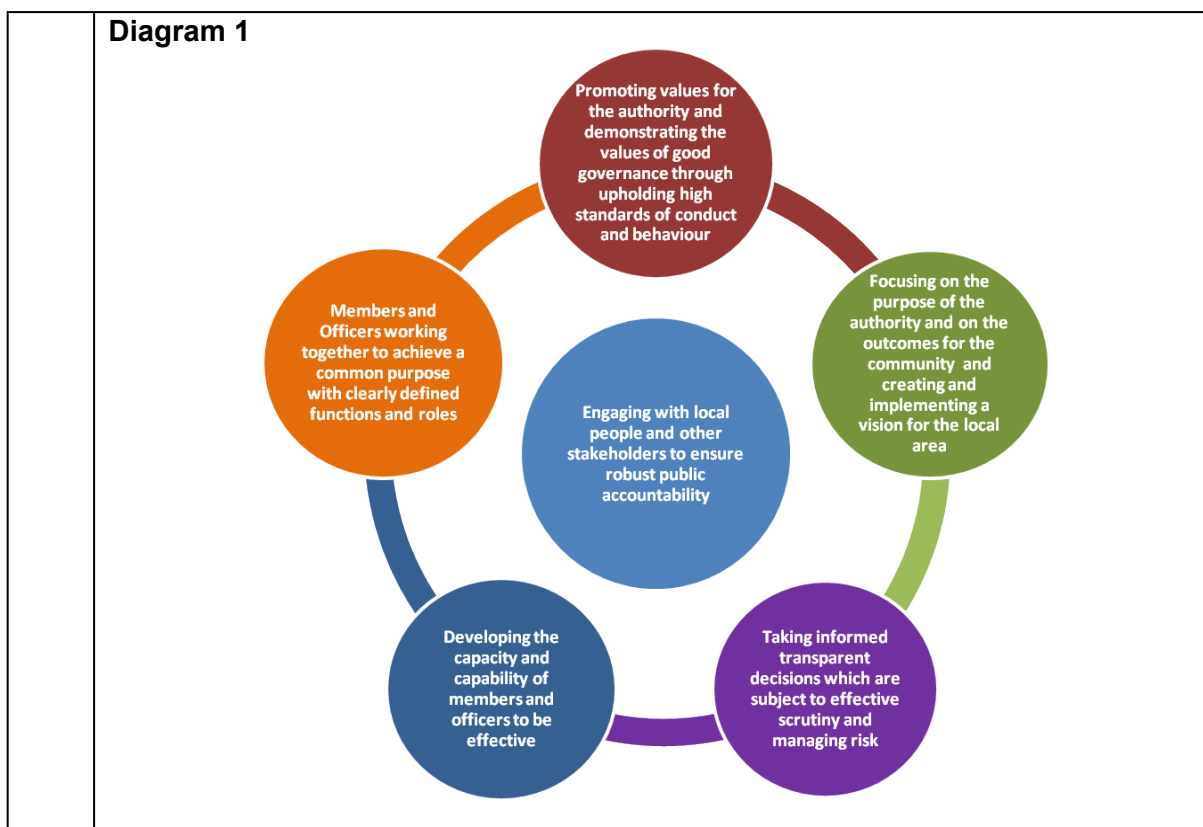 Diagram 1
Promoting values for
the authority and
demonstrating the
values of good
governance through
upholding high
standards of conduct
and behaviour
Focusing on the
purpose of the
authority and on the
outcomes for the
community and
creating and
implementing a
vision for the local
area
Members and
Officers working
together to achieve a
common purpose
with clearly defined
functions and roles
Engaging with local
people and other
stakeholders to ensure
robust public
accountability
Developing the
capacity and
capability of
members and
officers to be
effective
Taking informed
transparent
decisions which are
subject to effective
scrutiny and
managing risk